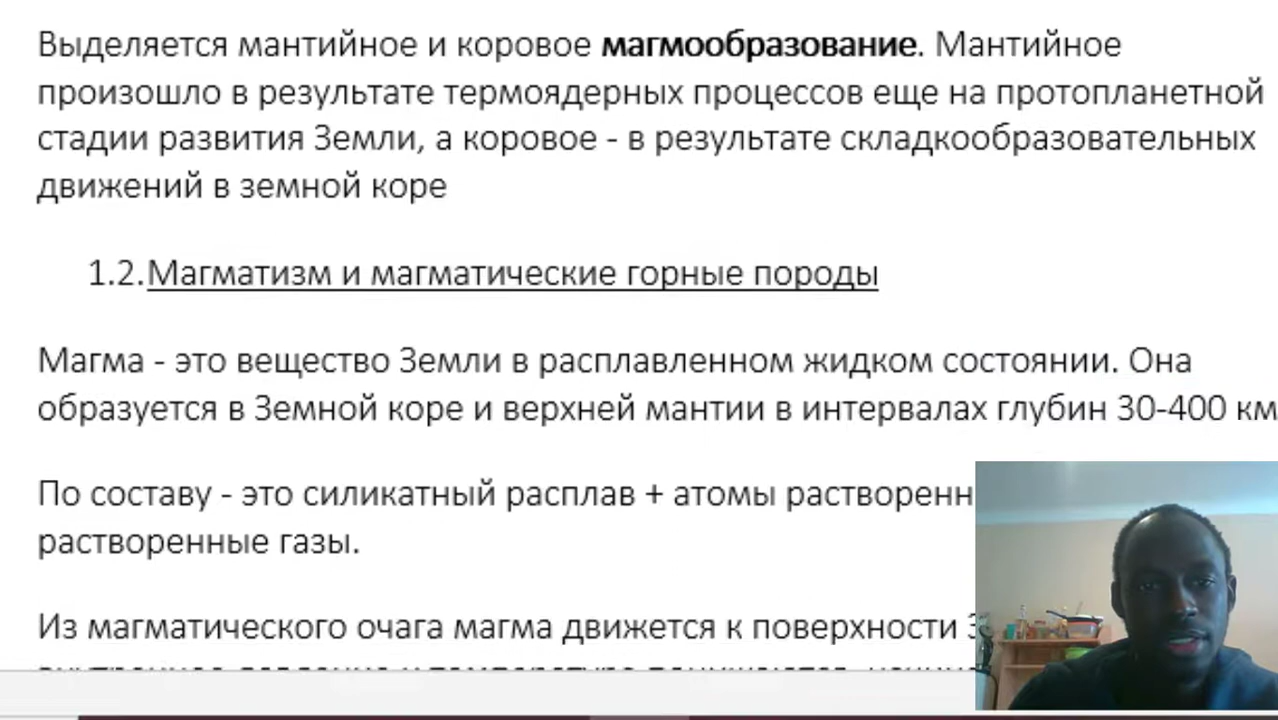 Выделяется мантийное и коровое магмообразование. Мантийное
произошло в результате термоядерных процессов еще на протопланетной
стадии развития Земли, а коровое - в результате складкообразовательных
движений в земной коре
1.2.Магматизм и магматические горные породы
Магма - это вещество Земли в расплавленном жидком состоянии. Она
образуется в Земной коре и верхней мантии в интервалах глубин 30-400 км
По составу - это силикатный расплав + атомы
растворенные газы.
Из магматического очага магма движется к поверхности